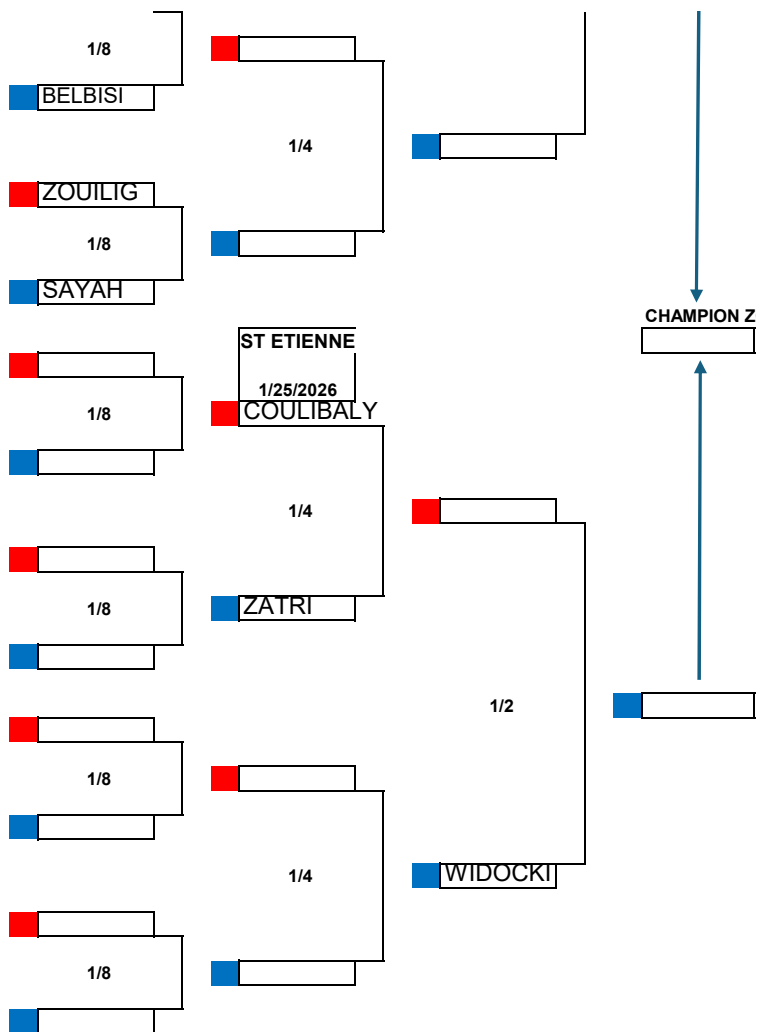 1/8
BELBISI
1/4
ZOUILIG
1/8
SAYAH
CHAMPION Z
ST ETIENNE
1/25/2026
1/8
COULIBALY
1/4
1/8
ZATRI
1/2
1/8
1/4
WIDOCKI
1/8